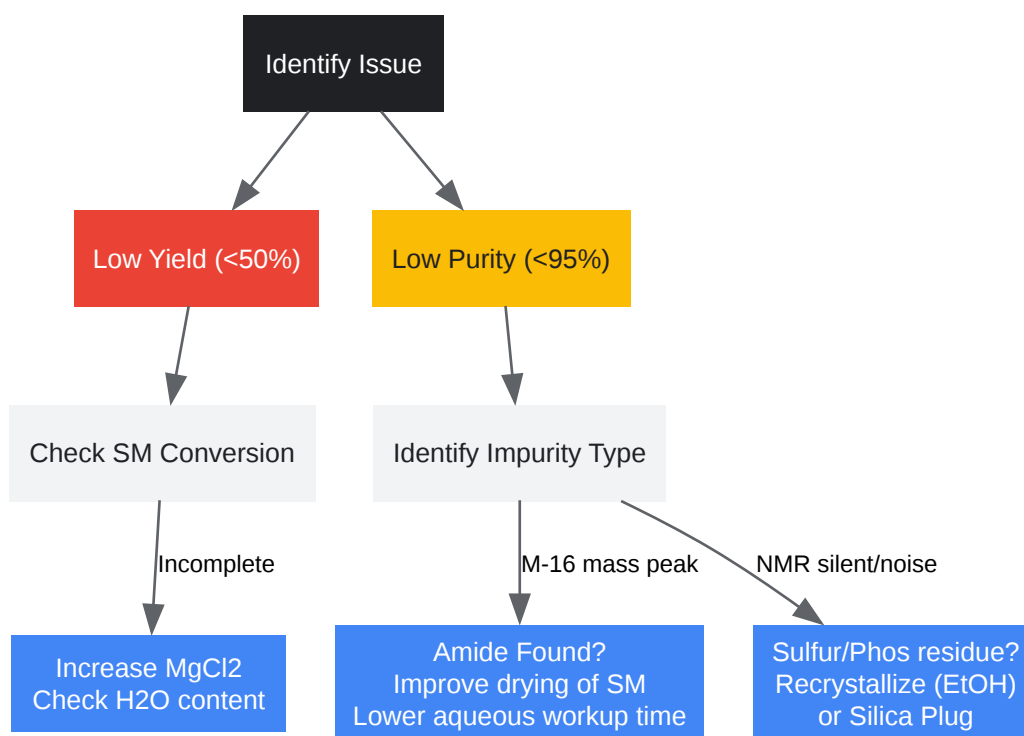 Identify Issue
Low Yield (<50%)
Low Purity (<95%)
Check SM Conversion
Identify Impurity Type
Incomplete
M-16 mass peak
NMR silent/noise
Increase MgCl2
Check H2O content
Amide Found?
Improve drying of SM
Lower aqueous workup time
Sulfur/Phos residue?
Recrystallize (EtOH)
or Silica Plug